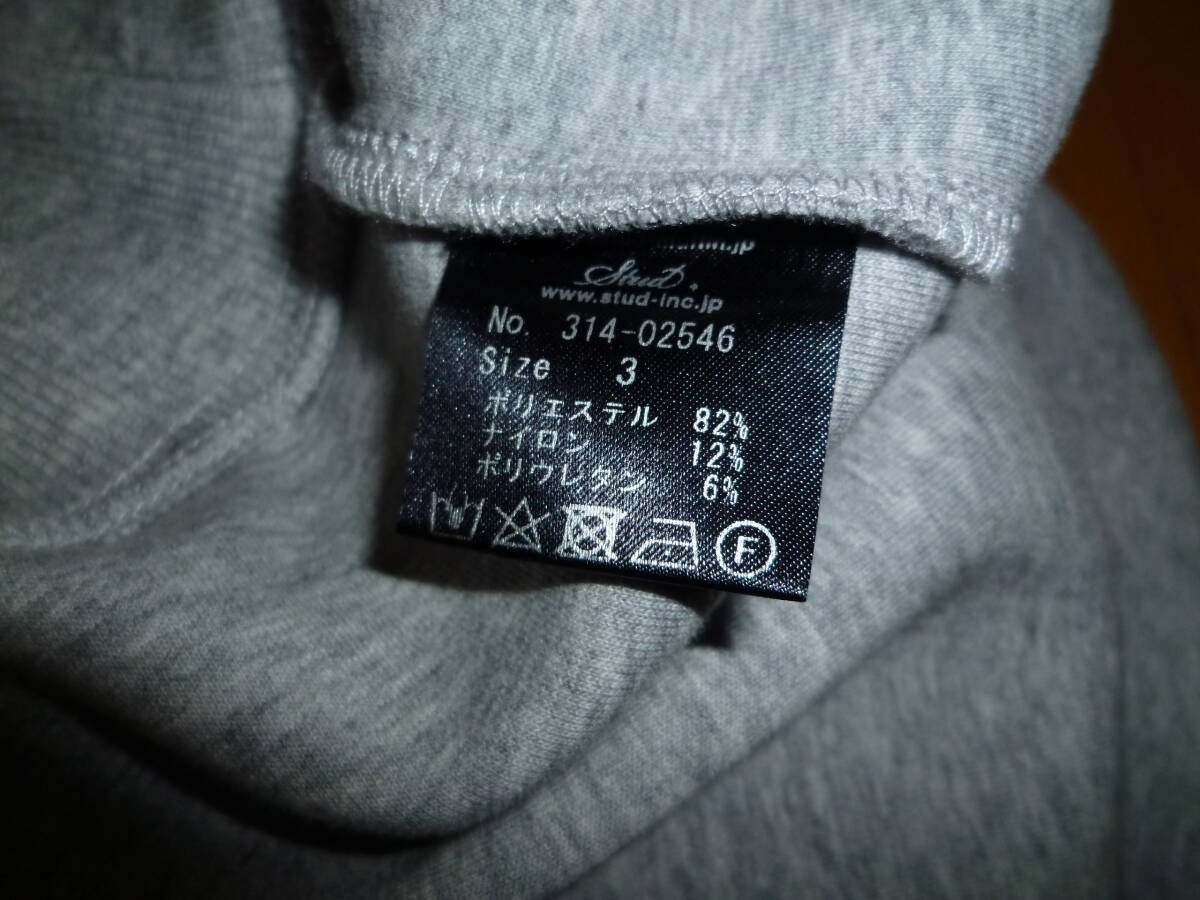 Stud.
www.stud-inc.jp
No. 314-02546
Size 3
ポリエステル 82%
ナイロン 12%
ポリウレタン 6%
F